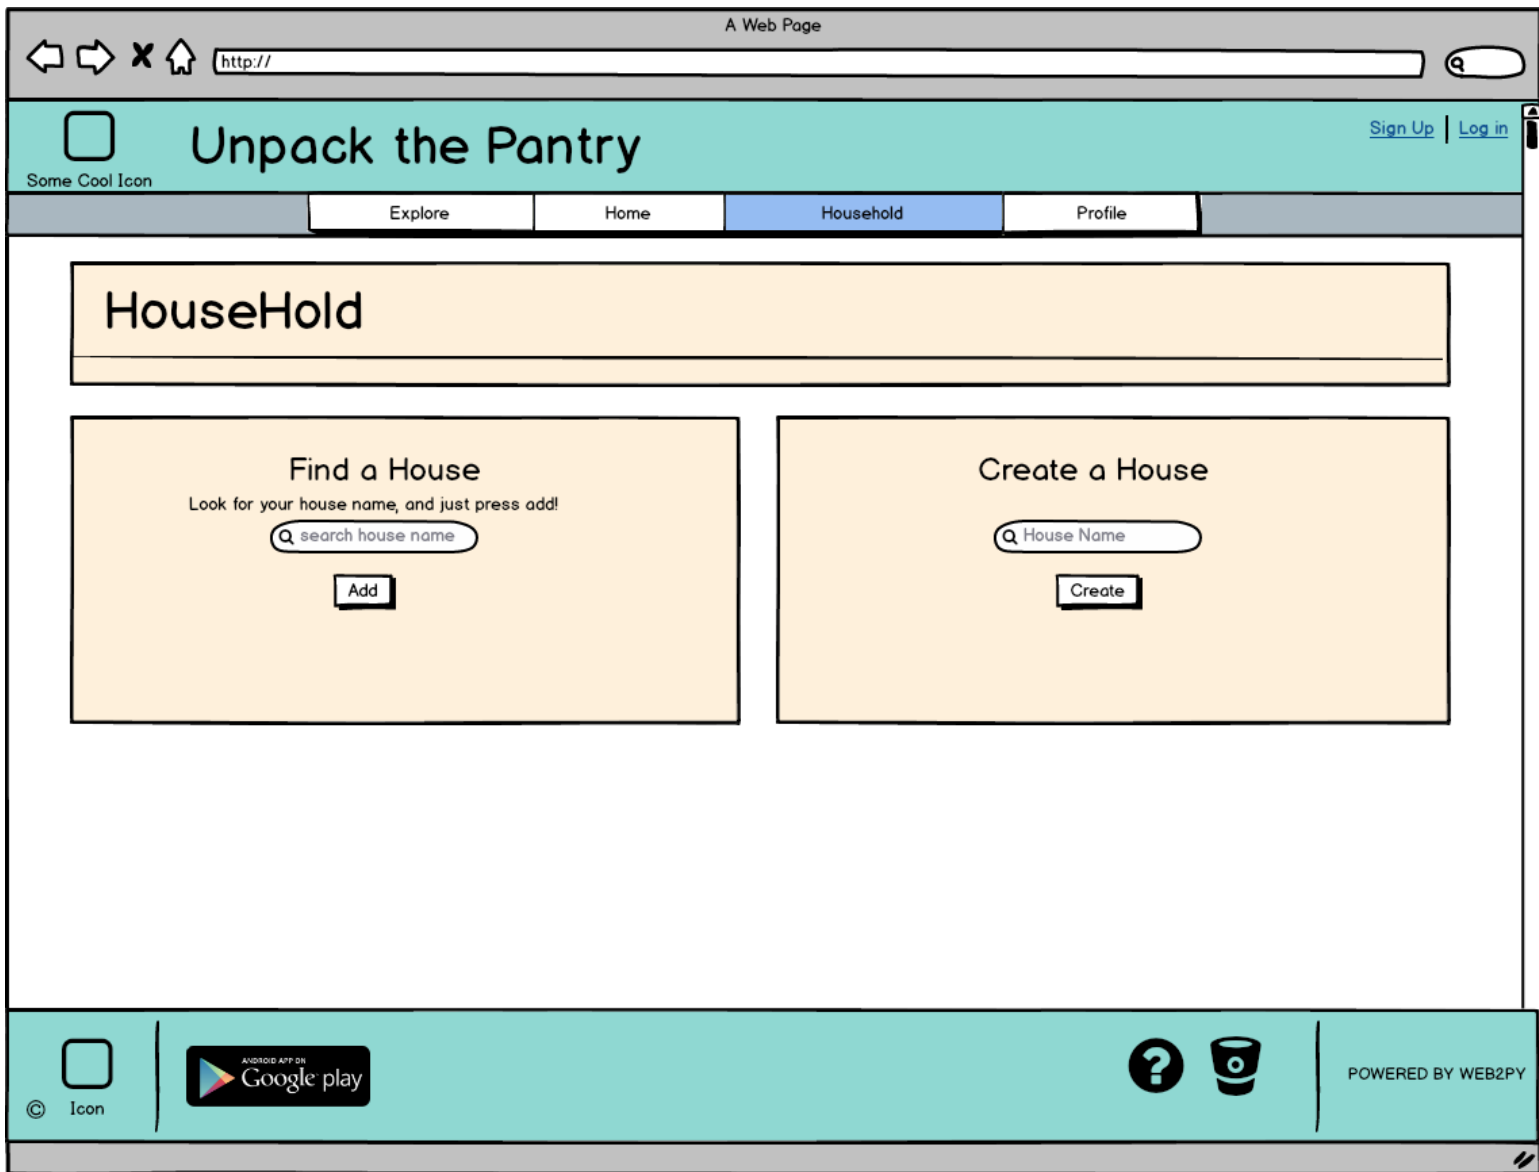 A Web Page
http://
Some Cool Icon
Unpack the Pantry
Sign Up
Log in
Explore
Home
Household
Profile
HouseHold
Find a House
Look for your house name, and just press add!
search house name
Add
Create a House
House Name
Create
© Icon
ANDROID APP ON
Google play
?
POWERED BY WEB2PY